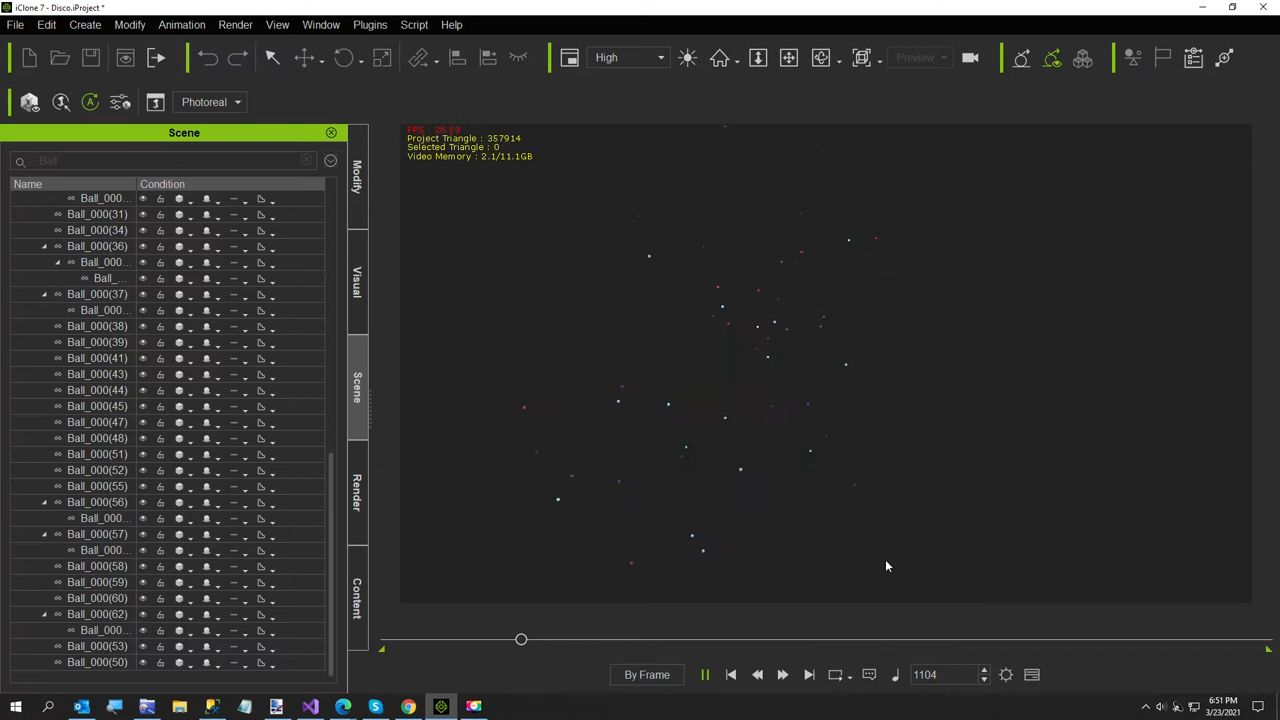 iClone 7 - Disco.iProject *
File Edit Create Modify Animation Render View Window Plugins Script Help
High
Preview
Photoreal
Scene
Ball
Name Condition
Ball_000...
Ball_000(31)
Ball_000(34)
Ball_000(36)
Ball_000...
Ball_...
Ball_000(37)
Ball_000...
Ball_000(38)
Ball_000(39)
Ball_000(41)
Ball_000(43)
Ball_000(44)
Ball_000(45)
Ball_000(47)
Ball_000(48)
Ball_000(51)
Ball_000(52)
Ball_000(55)
Ball_000(56)
Ball_000...
Ball_000(57)
Ball_000...
Ball_000(58)
Ball_000(59)
Ball_000(60)
Ball_000(62)
Ball_000...
Ball_000(53)
Ball_000(50)
Modify
Visual
Scene
Render
Content
Project Triangle : 357914
Selected Triangle : 0
Video Memory : 2.1/11.1GB
By Frame
1104
6:51 PM
3/23/2021